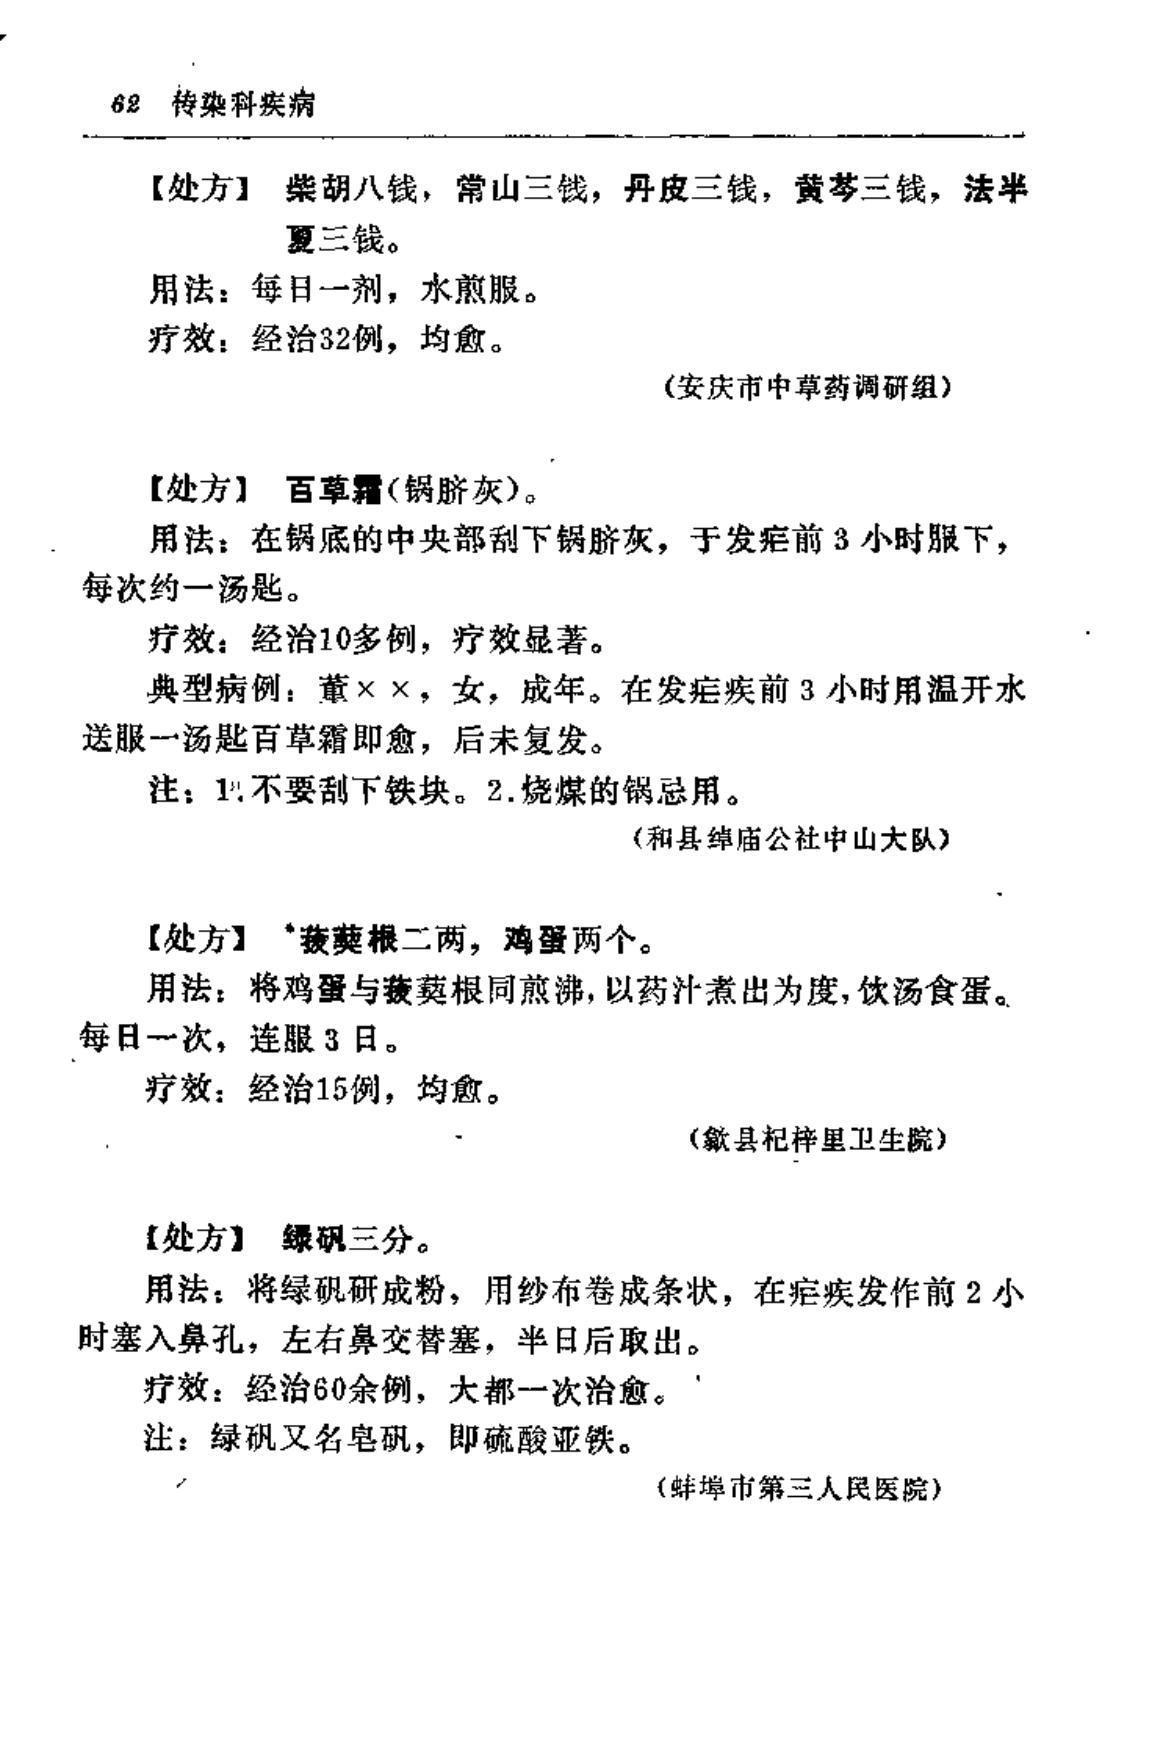 62 传染科疾病
【处方】 柴胡八钱，常山三钱，丹皮三钱，黄芩三钱，法半
夏三钱。
用法：每日一剂，水煎服。
疗效：经治32例，均愈。
（安庆市中草药调研组）
【处方】 百草霜（锅脐灰）。
用法：在锅底的中央部刮下锅脐灰，于发疟前3小时服下，
每次约一汤匙。
疗效：经治10多例，疗效显著。
典型病例：董××，女，成年。在发疟疾前3小时用温开水
送服一汤匙百草霜即愈，后未复发。
注：1.不要刮下铁块。2.烧煤的锅忌用。
（和县绰庙公社中山大队）
【处方】 *菝葜根二两，鸡蛋两个。
用法：将鸡蛋与菝葜根同煎沸，以药汁煮出为度，饮汤食蛋。
每日一次，连服3日。
疗效：经治15例，均愈。
（歙县杞梓里卫生院）
【处方】 绿矾三分。
用法：将绿矾研成粉，用纱布卷成条状，在疟疾发作前2小
时塞入鼻孔，左右鼻交替塞，半日后取出。
疗效：经治60余例，大都一次治愈。
注：绿矾又名皂矾，即硫酸亚铁。
（蚌埠市第三人民医院）